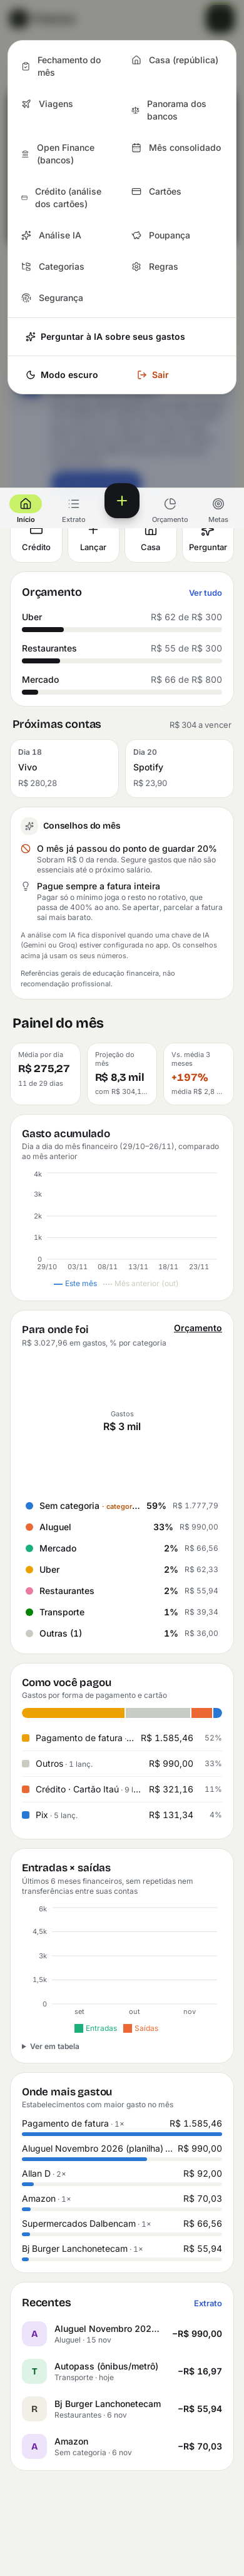 Fechamento do
mês
Casa (república)
Viagens
Panorama dos
bancos
Open Finance
(bancos)
Mês consolidado
Crédito (análise
dos cartões)
Cartões
Análise IA
Poupança
Categorias
Regras
Segurança
Perguntar à IA sobre seus gastos
Modo escuro
Sair
Início
Extrato
Orçamento
Metas
Crédito
Lançar
Casa
Perguntar
Orçamento
Ver tudo
Uber
R$ 62 de R$ 300
Restaurantes
R$ 55 de R$ 300
Mercado
R$ 66 de R$ 800
Próximas contas
R$ 304 a vencer
Dia 18
Vivo
R$ 280,28
Dia 20
Spotify
R$ 23,90
Conselhos do mês
O mês já passou do ponto de guardar 20%
Sobram R$ 0 da renda. Segure gastos que não são
essenciais até o próximo salário.
Pague sempre a fatura inteira
Pagar só o mínimo joga o resto no rotativo, que
passa de 400% ao ano. Se apertar, parcelar a fatura
sai mais barato.
A análise com IA fica disponível quando uma chave de IA
(Gemini ou Groq) estiver configurada no app. Os conselhos
acima já usam os seus números.
Referências gerais de educação financeira, não
recomendação profissional.
Painel do mês
Média por dia
R$ 275,27
11 de 29 dias
Projeção do
mês
R$ 8,3 mil
com R$ 304,1...
Vs. média 3
meses
+197%
média R$ 2,8 ...
Gasto acumulado
Dia a dia do mês financeiro (29/10–26/11), comparado
ao mês anterior
4k
3k
2k
1k
0
29/10 03/11 08/11 13/11 18/11 23/11
Este mês
Mês anterior (out)
Para onde foi
Orçamento
R$ 3.027,96 em gastos, % por categoria
Gastos
R$ 3 mil
Sem categoria · categor... 59% R$ 1.777,79
Aluguel 33% R$ 990,00
Mercado 2% R$ 66,56
Uber 2% R$ 62,33
Restaurantes 2% R$ 55,94
Transporte 1% R$ 39,34
Outras (1) 1% R$ 36,00
Como você pagou
Gastos por forma de pagamento e cartão
Pagamento de fatura ·... R$ 1.585,46 52%
Outros · 1 lanç. R$ 990,00 33%
Crédito · Cartão Itaú · 9 l... R$ 321,16 11%
Pix · 5 lanç. R$ 131,34 4%
Entradas × saídas
Últimos 6 meses financeiros, sem repetidas nem
transferências entre suas contas
6k
4,5k
3k
1,5k
0
set out nov
Entradas
Saídas
Ver em tabela
Onde mais gastou
Estabelecimentos com maior gasto no mês
Pagamento de fatura · 1× R$ 1.585,46
Aluguel Novembro 2026 (planilha) ... R$ 990,00
Allan D · 2× R$ 92,00
Amazon · 1× R$ 70,03
Supermercados Dalbencam · 1× R$ 66,56
Bj Burger Lanchonetecam · 1× R$ 55,94
Recentes
Extrato
A
Aluguel Novembro 202...
Aluguel · 15 nov
−R$ 990,00
T
Autopass (ônibus/metrô)
Transporte · hoje
−R$ 16,97
R
Bj Burger Lanchonetecam
Restaurantes · 6 nov
−R$ 55,94
A
Amazon
Sem categoria · 6 nov
−R$ 70,03